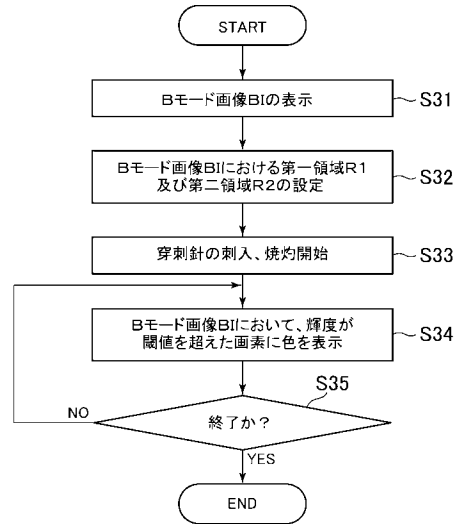 START
Bモード画像BIの表示
S31
Bモード画像BIにおける第一領域R1
及び第二領域R2の設定
S32
穿刺針の刺入、焼灼開始
S33
Bモード画像BIにおいて、輝度が
閾値を超えた画素に色を表示
S34
S35
終了か?
NO
YES
END